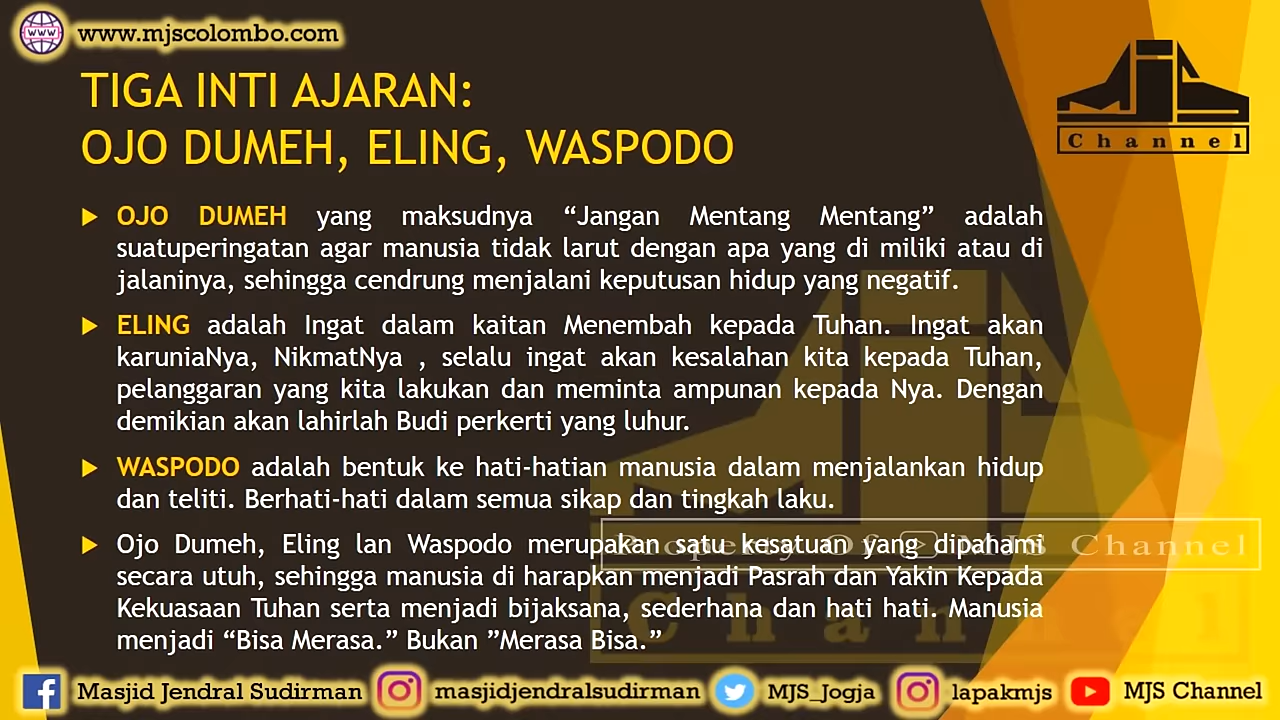 www.mjscolombo.com
TIGA INTI AJARAN:
OJO DUMEH, ELING, WASPODO
MJS
Channel
OJO DUMEH yang maksudnya “Jangan Mentang Mentang” adalah
suatuperingatan agar manusia tidak larut dengan apa yang di miliki atau di
jalaninya, sehingga cendrung menjalani keputusan hidup yang negatif.
ELING adalah Ingat dalam kaitan Menembah kepada Tuhan. Ingat akan
karuniaNya, NikmatNya , selalu ingat akan kesalahan kita kepada Tuhan,
pelanggaran yang kita lakukan dan meminta ampunan kepada Nya. Dengan
demikian akan lahirlah Budi perkerti yang luhur.
WASPODO adalah bentuk ke hati-hatian manusia dalam menjalankan hidup
dan teliti. Berhati-hati dalam semua sikap dan tingkah laku.
Ojo Dumeh, Eling lan Waspodo merupakan satu kesatuan yang dipahami
secara utuh, sehingga manusia di harapkan menjadi Pasrah dan Yakin Kepada
Kekuasaan Tuhan serta menjadi bijaksana, sederhana dan hati hati. Manusia
menjadi “Bisa Merasa.” Bukan ”Merasa Bisa.”
Property Of MJS Channel
Channel
Masjid Jendral Sudirman
masjidjendralsudirman
MJS_Jogja
lapakmjs
MJS Channel